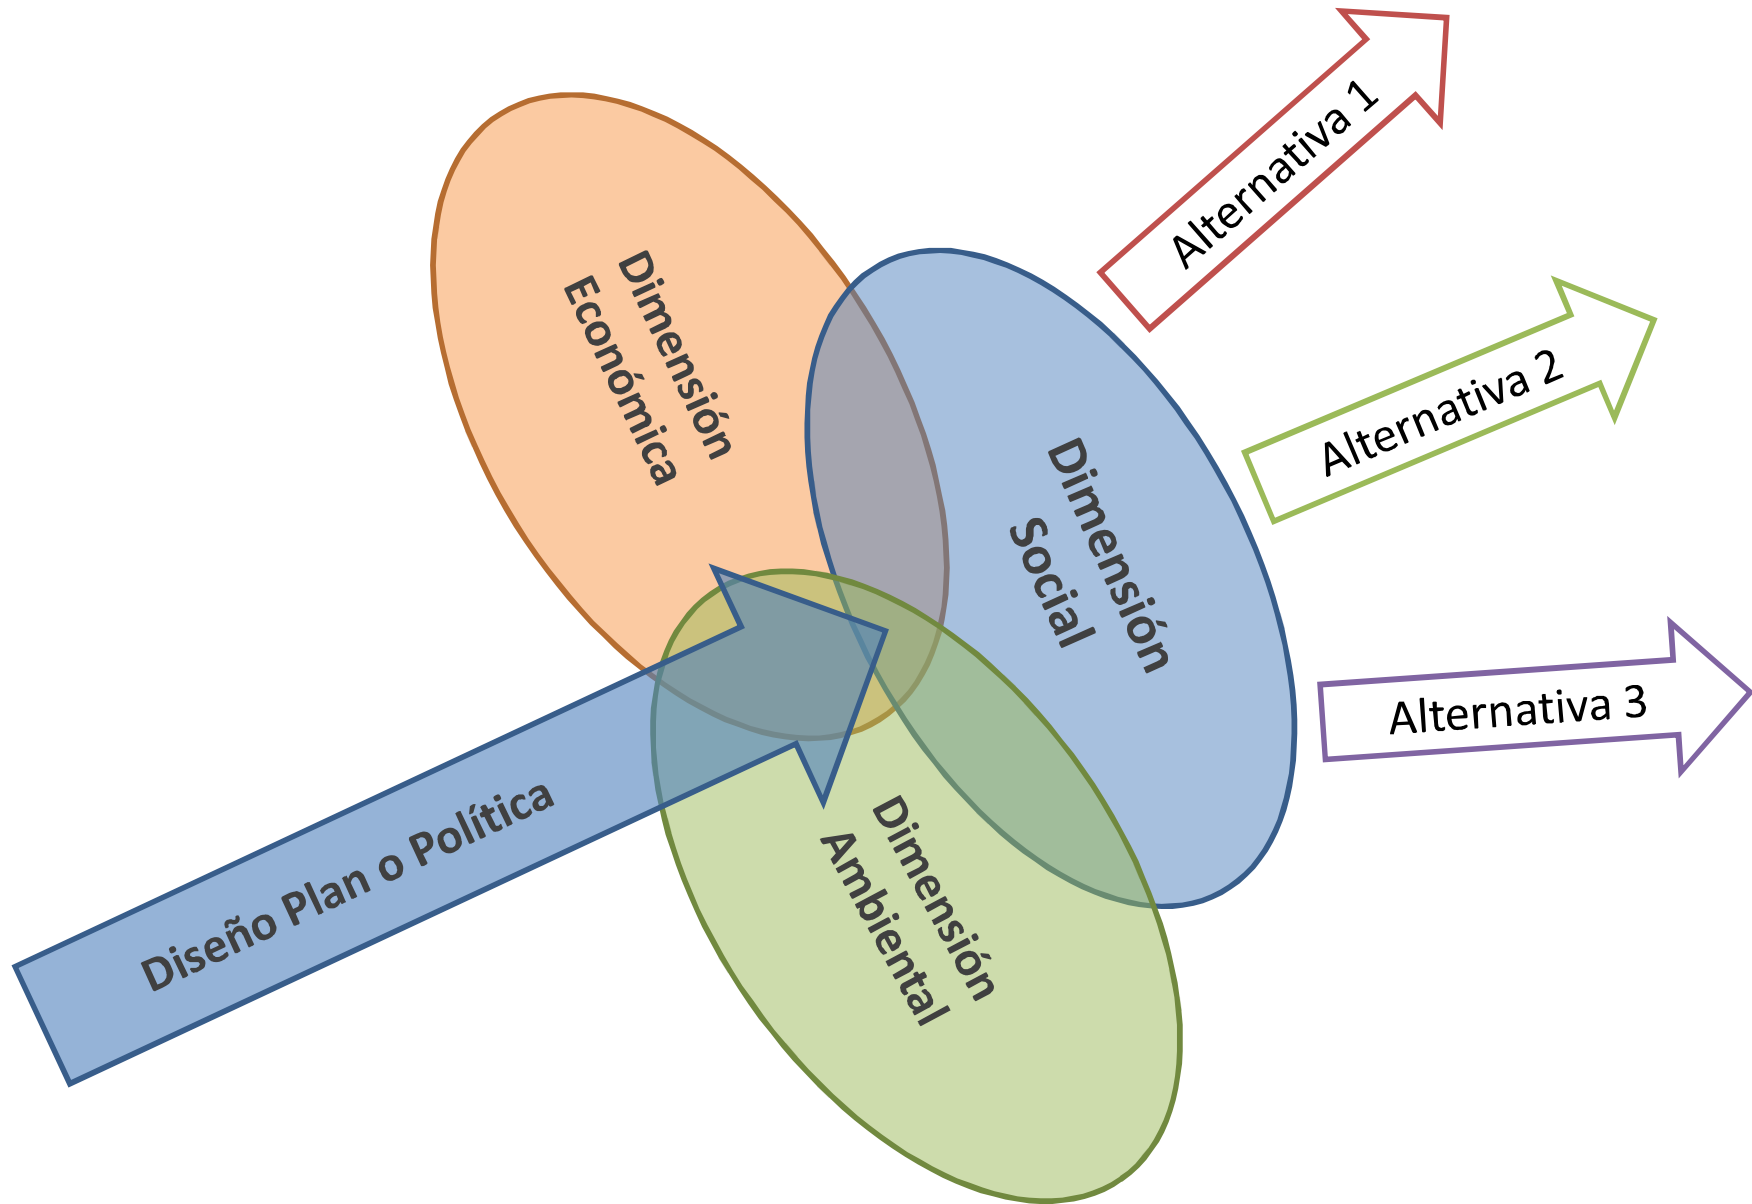 Dimensión
Económica
Dimensión
Social
Dimensión
Ambiental
Diseño Plan o Política
Alternativa 1
Alternativa 2
Alternativa 3